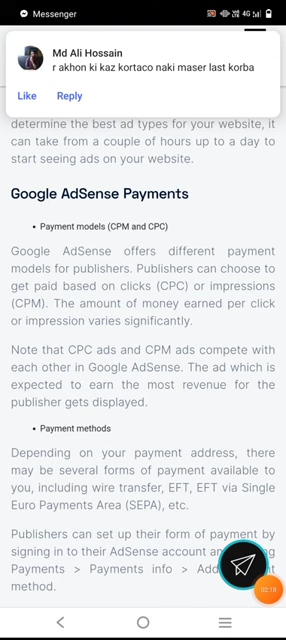 Messenger
4G
54
Md Ali Hossain
r akhon ki kaz kortaco naki maser last korba
Like Reply
determine the best ad types for your website, it
can take from a couple of hours up to a day to
start seeing ads on your website.
Google AdSense Payments
• Payment models (CPM and CPC)
Google AdSense offers different payment
models for publishers. Publishers can choose to
get paid based on clicks (CPC) or impressions
(CPM). The amount of money earned per click
or impression varies significantly.
Note that CPC ads and CPM ads compete with
each other in Google AdSense. The ad which is
expected to earn the most revenue for the
publisher gets displayed.
• Payment methods
Depending on your payment address, there
may be several forms of payment available to
you, including wire transfer, EFT, EFT via Single
Euro Payments Area (SEPA), etc.
Publishers can set up their form of payment by
signing in to their AdSense account
Payments > Payments info >
method.
02:18